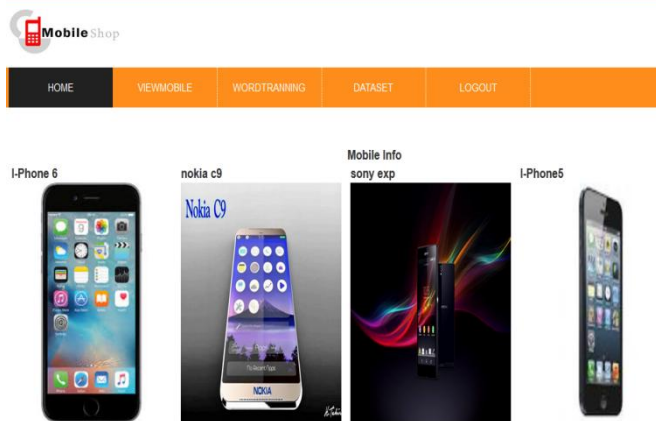 Mobile Shop
HOME VIEWMOBILE WORDTRANNING DATASET LOGOUT
Mobile Info
I-Phone 6 nokia c9 sony exp I-Phone5
Nokia C9
NOKIA